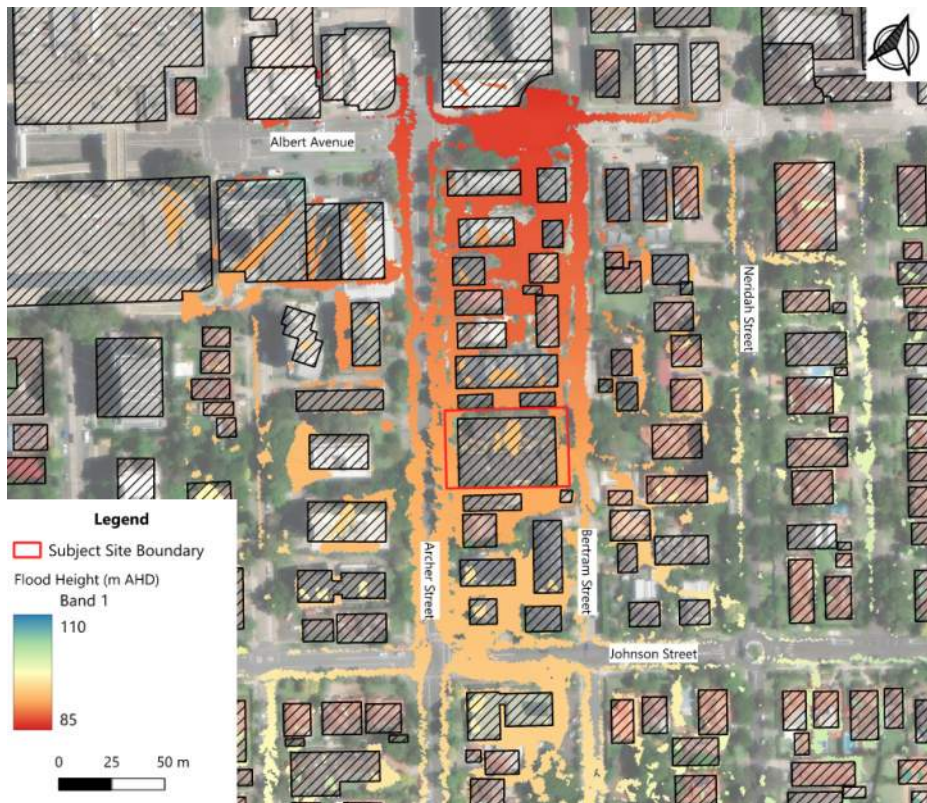 Albert Avenue
Neridah Street
Archer Street
Bertram Street
Johnson Street
Legend
Subject Site Boundary
Flood Height (m AHD)
Band 1
110
85
0 25 50 m